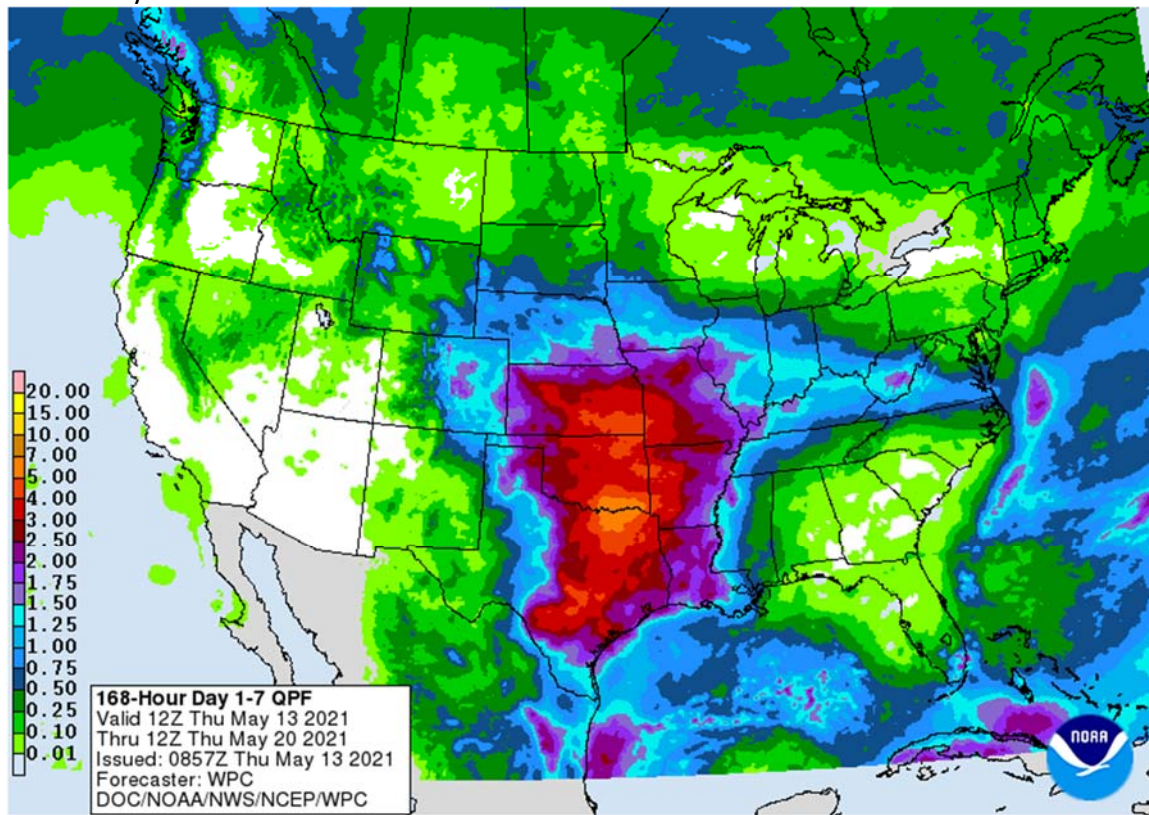 20.00
15.00
10.00
7.00
5.00
4.00
3.00
2.50
2.00
1.75
1.50
1.25
1.00
0.75
0.50
0.25
0.10
0.01
168-Hour Day 1-7 QPF
Valid 12Z Thu May 13 2021
Thru 12Z Thu May 20 2021
Issued: 0857Z Thu May 13 2021
Forecaster: WPC
DOC/NOAA/NWS/NCEP/WPC
NOAA